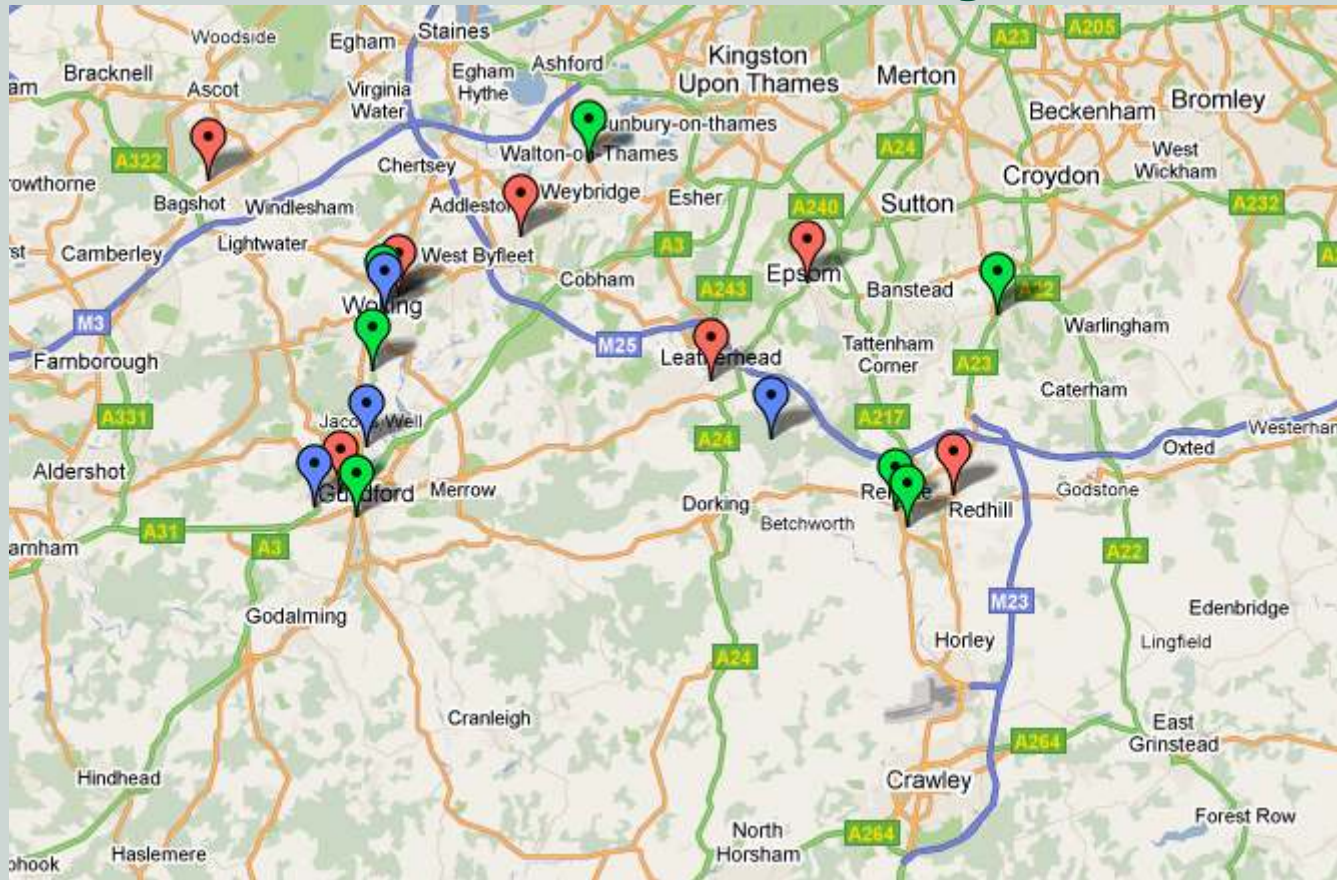 Woodside
Egham
Staines
A23
A205
Bracknell
Ascot
Virginia
Water
Egham
Hythe
Ashford
Kingston
Upon Thames
Merton
Beckenham
Bromley
A322
Chertsey
unbury-on-thames
Walton-on-Thames
A24
West
Wickham
rowthorne
Bagshot
Windlesham
Weybridge
Esher
Croydon
Sutton
A240
A232
Camberley
Lightwater
West Byfleet
A3
Cobham
Epsom
A243
Banstead
M3
M25
Warlingham
Farnborough
Leatherhead
Tattenham
Corner
A23
Caterham
A331
A217
A24
Westerham
Aldershot
Merrow
Dorking
Betchworth
Redhill
Godstone
Oxted
A31
A3
A22
Godalming
M23
Edenbridge
Horley
Lingfield
A24
Cranleigh
East
Grinstead
A264
Hindhead
Crawley
Forest Row
North
Horsham
A264
Haslemere